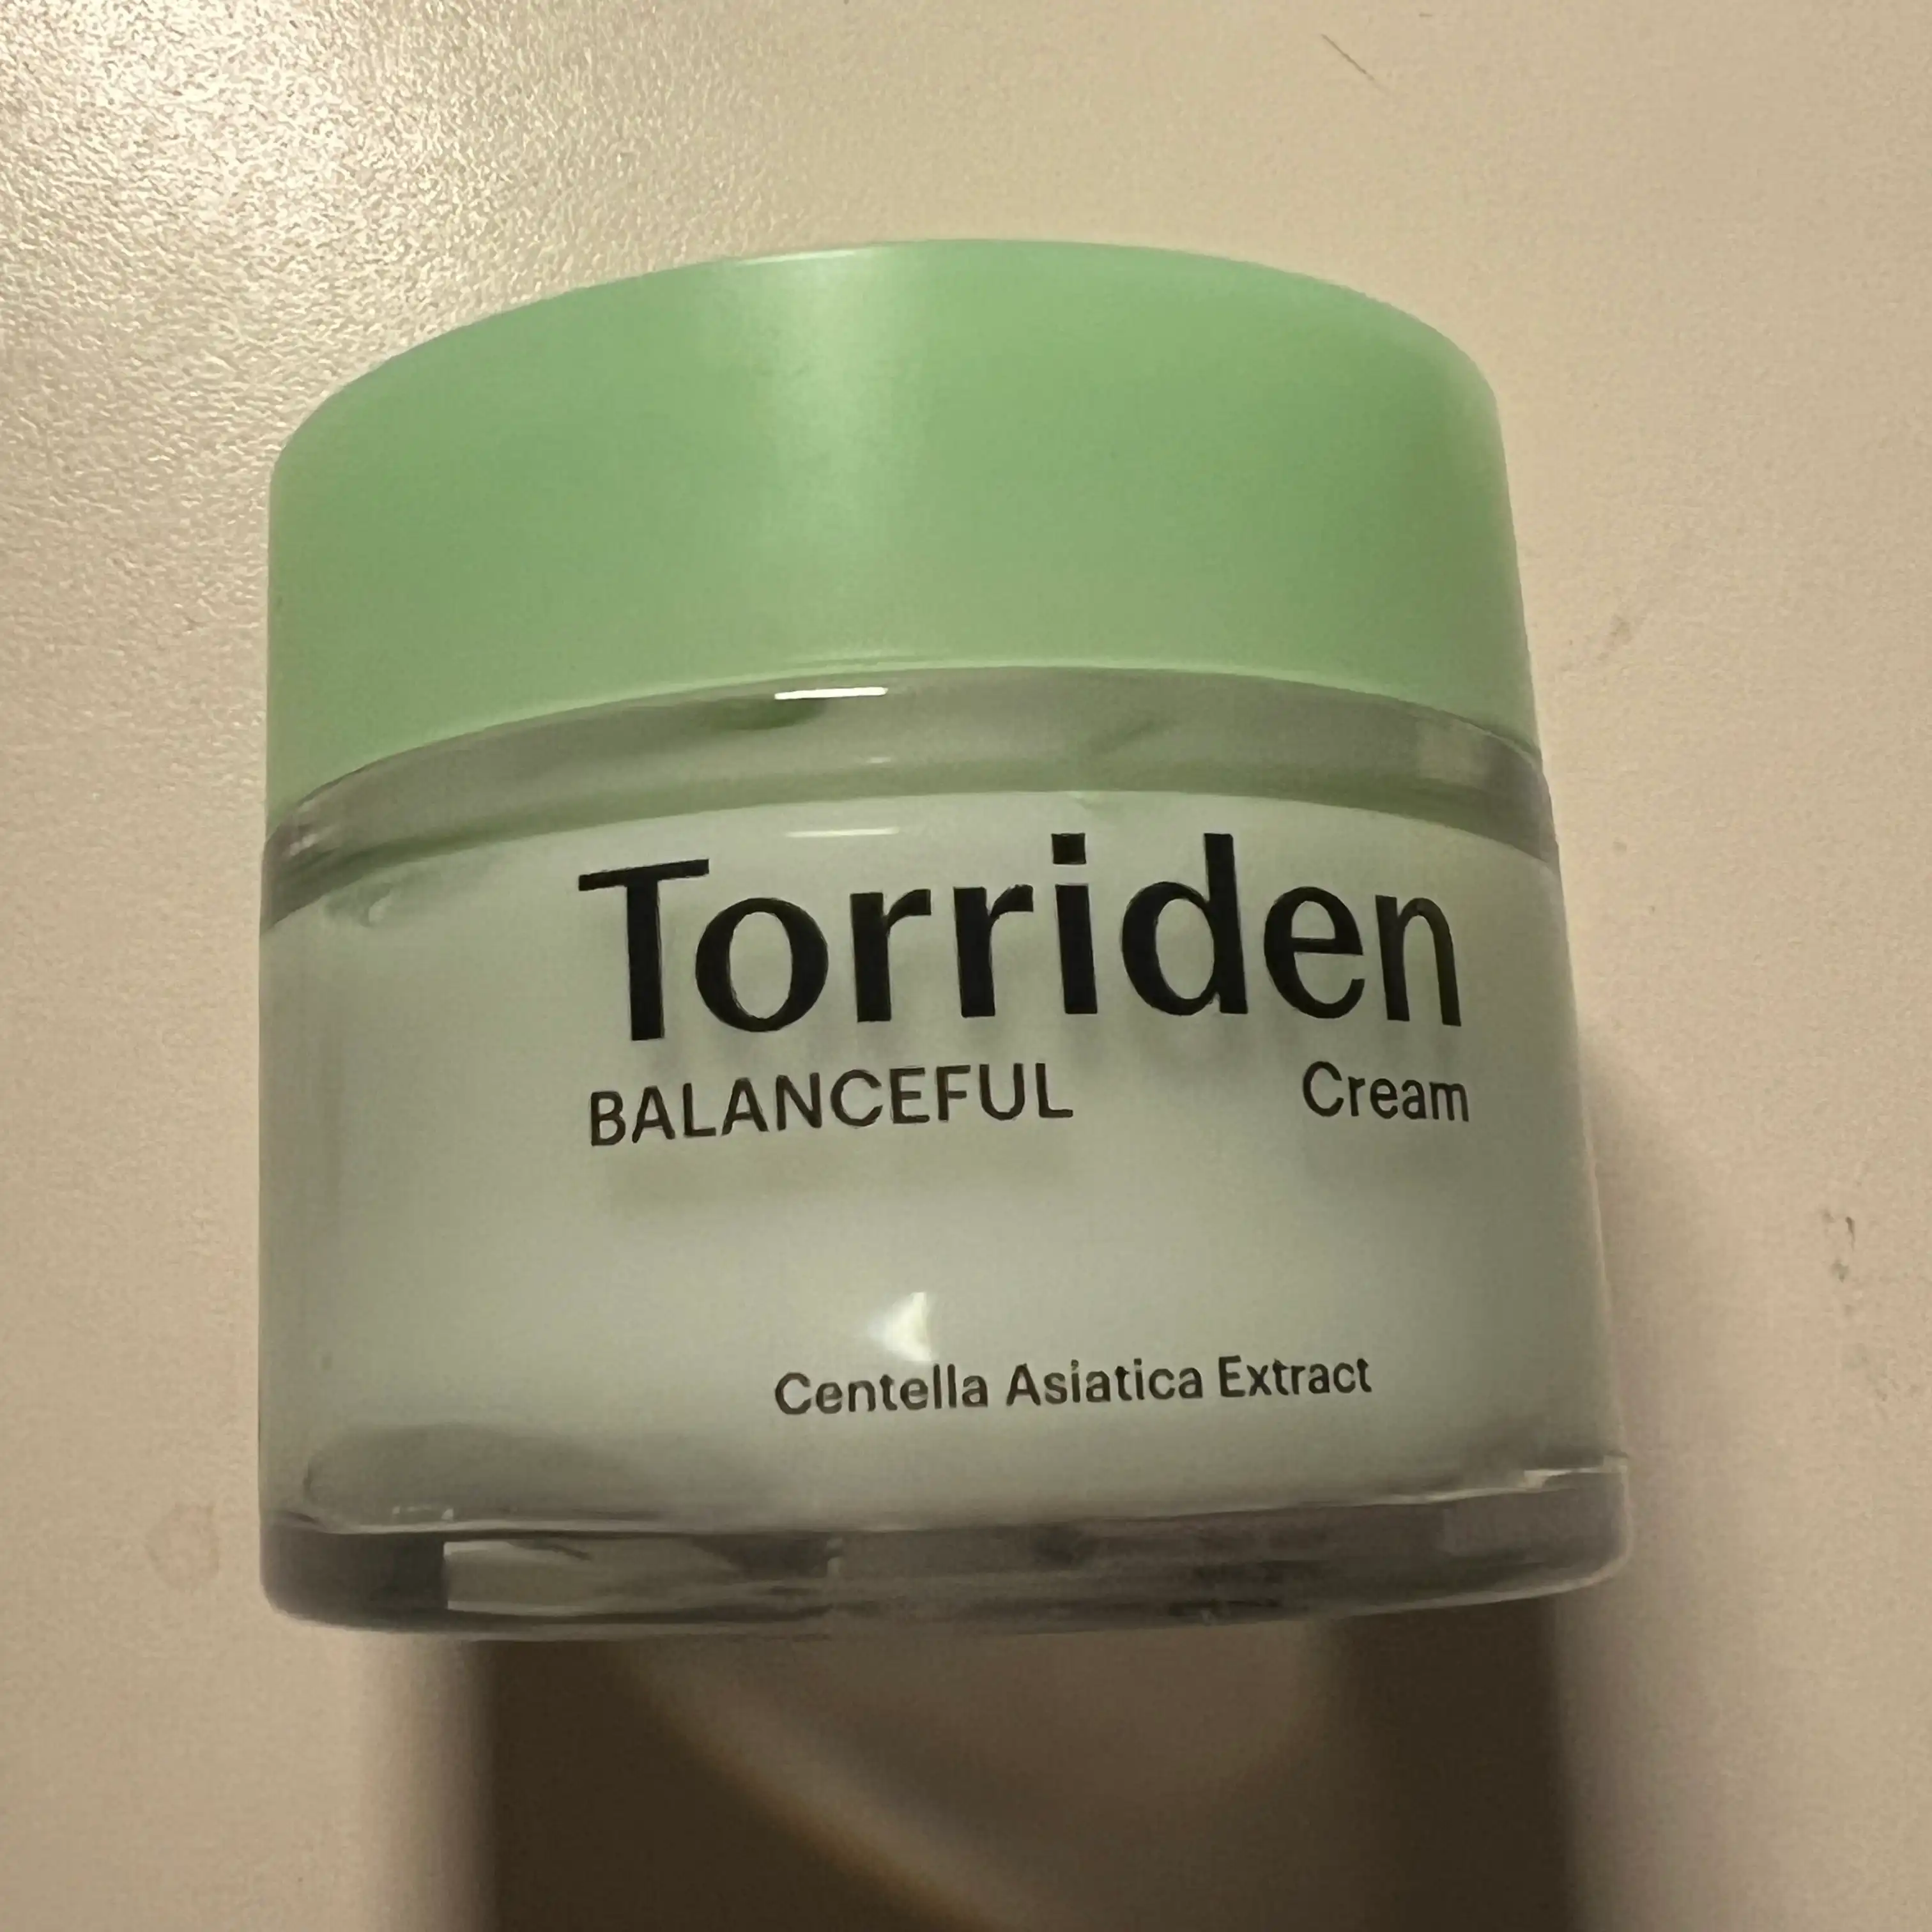 Torriden
BALANCEFUL Cream
Centella Asiatica Extract